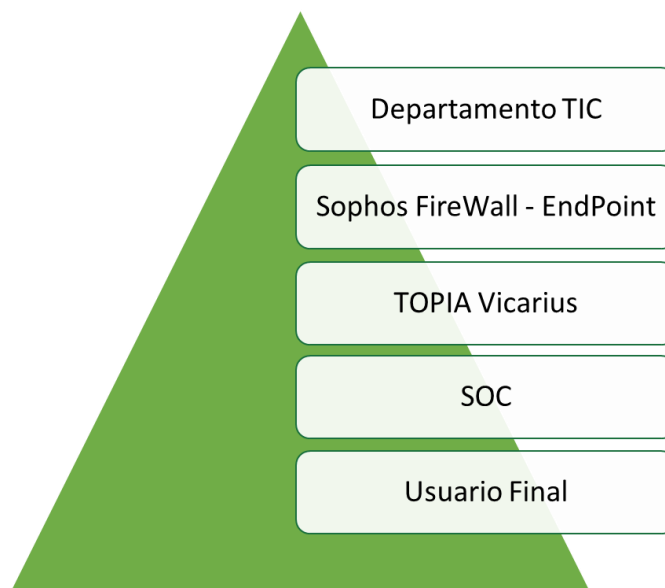 Departamento TIC
Sophos FireWall - EndPoint
TOPIA Vicarius
SOC
Usuario Final